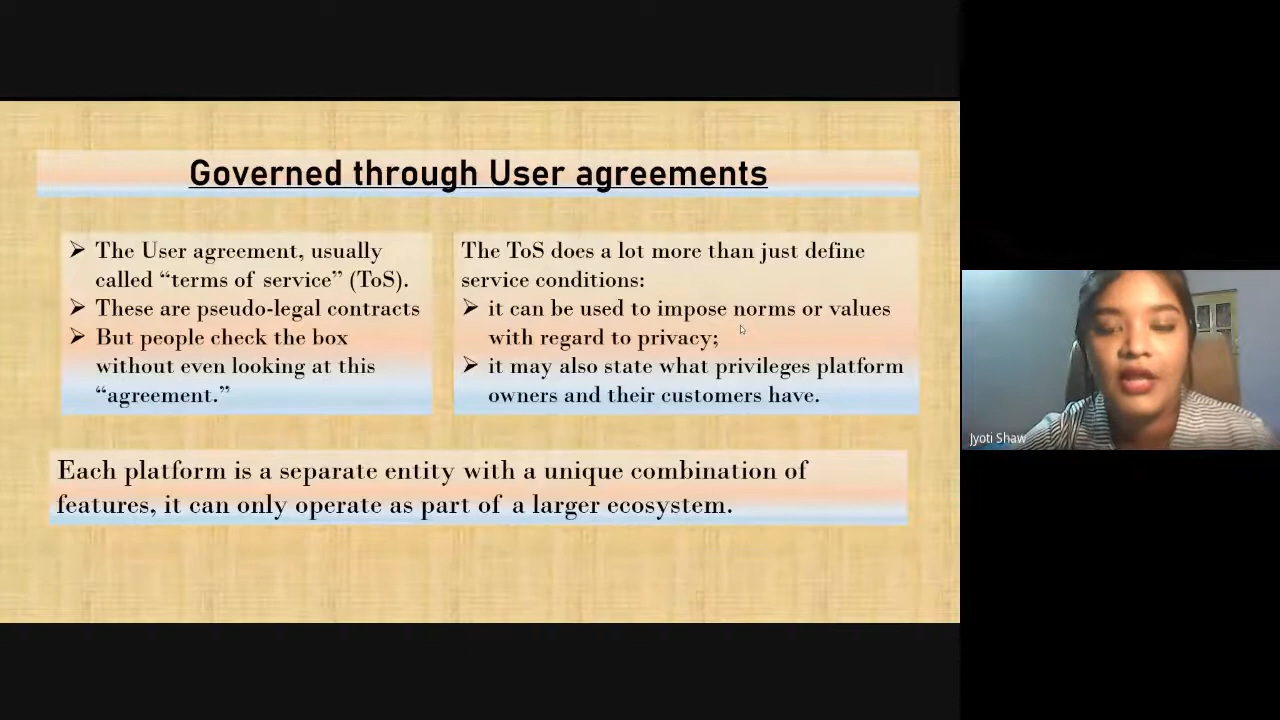 Governed through User agreements
➢ The User agreement, usually
called “terms of service” (ToS).
➢ These are pseudo-legal contracts
➢ But people check the box
without even looking at this
“agreement.”
The ToS does a lot more than just define
service conditions:
➢ it can be used to impose norms or values
with regard to privacy;
➢ it may also state what privileges platform
owners and their customers have.
Each platform is a separate entity with a unique combination of
features, it can only operate as part of a larger ecosystem.
Jyoti Shaw